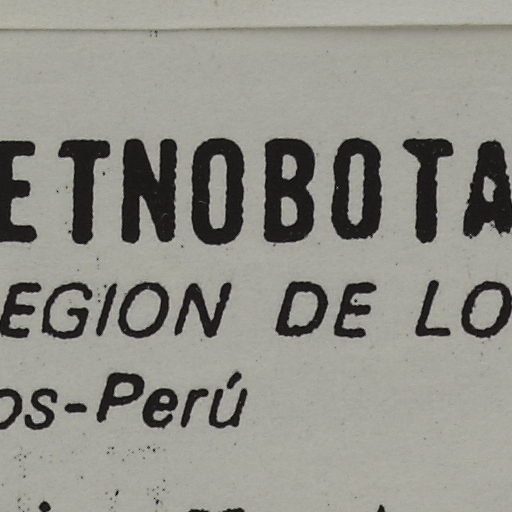 ETNOBOTA
EGION DE LO
os-Perú